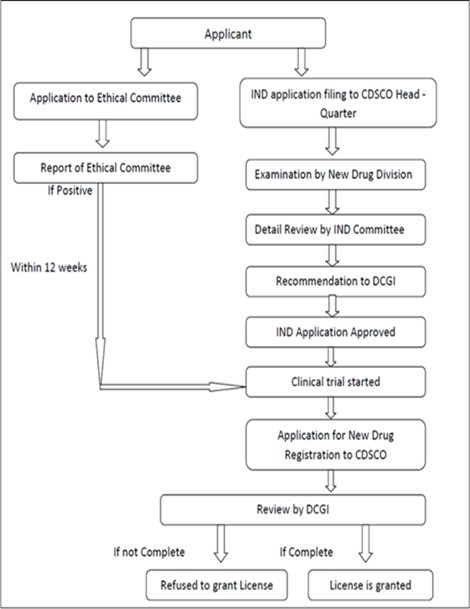 Applicant
Application to Ethical Committee
IND application filing to CDSCO Head -
Quarter
Report of Ethical Committee
If Positive
Examination by New Drug Division
Detail Review by IND Committee
Within 12 weeks
Recommendation to DCGI
IND Application Approved
Clinical trial started
Application for New Drug
Registration to CDSCO
Review by DCGI
If not Complete
If Complete
Refused to grant License
License is granted